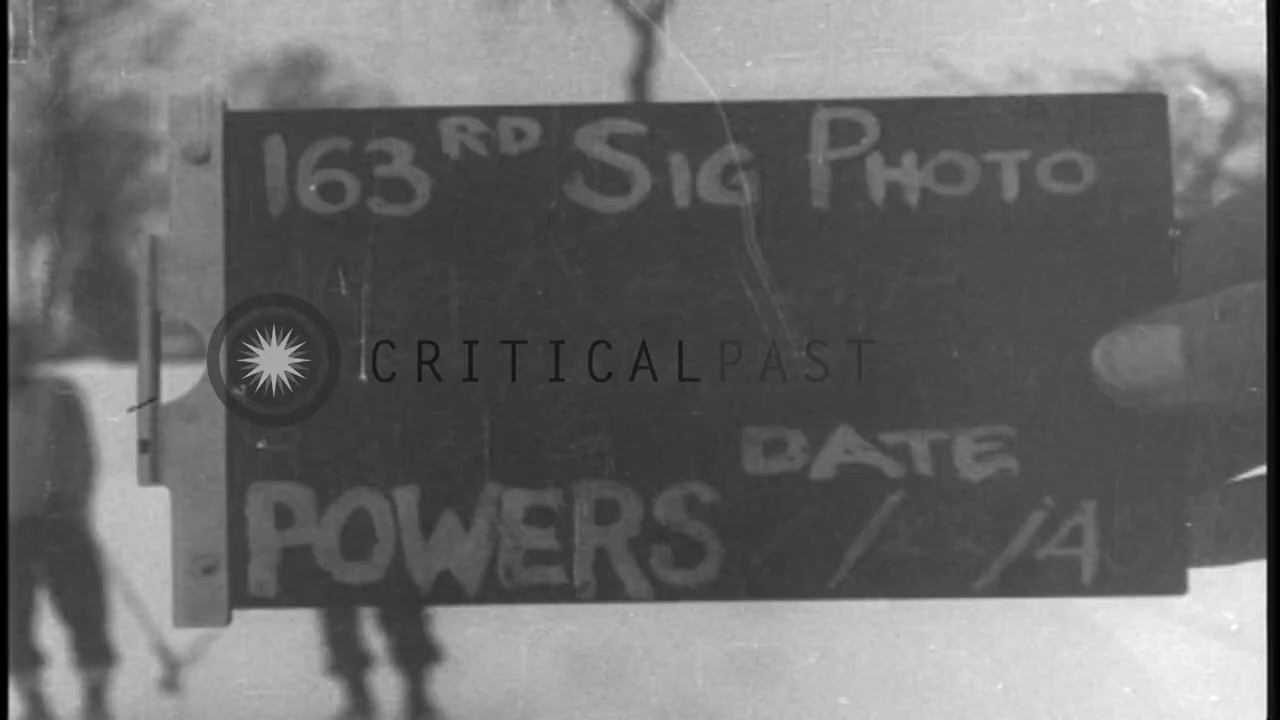 163RD SIG PHOTO
CRITICALPAST
DATE
POWERS / /4